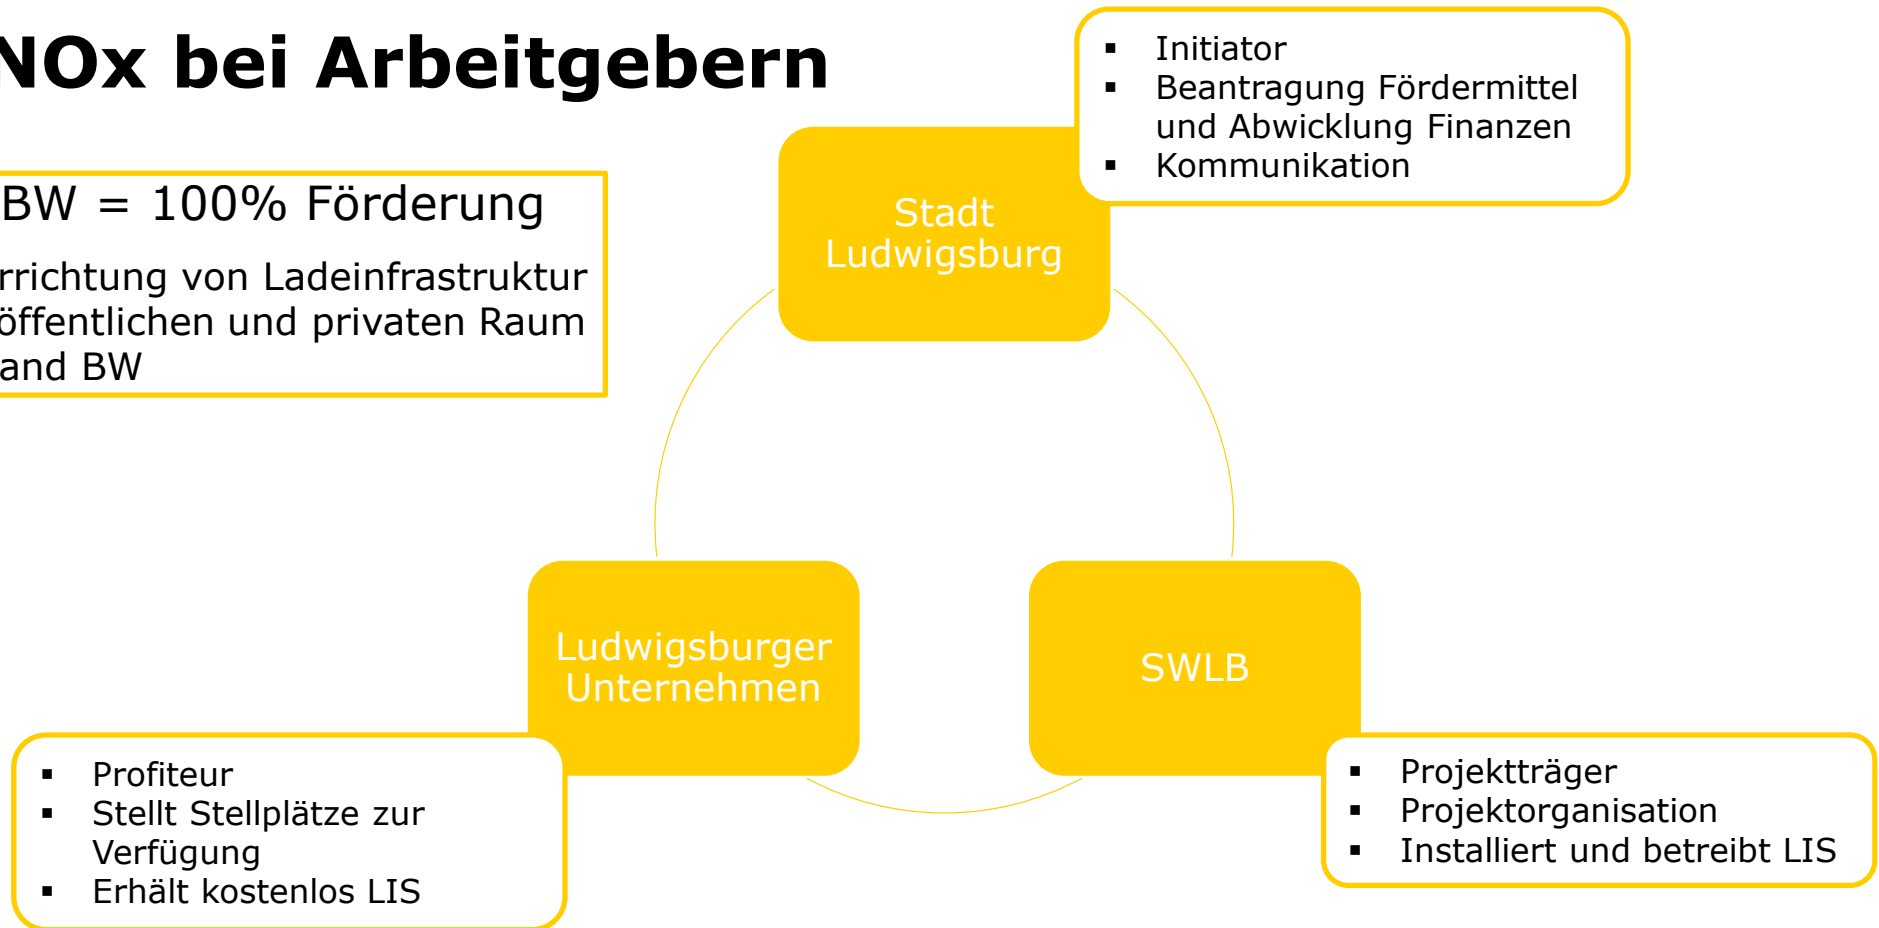 NOx bei Arbeitgebern
BW = 100% Förderung
rrichtung von Ladeinfrastruktur
öffentlichen und privaten Raum
and BW
▪ Initiator
▪ Beantragung Fördermittel
und Abwicklung Finanzen
▪ Kommunikation
Stadt
Ludwigsburg
Ludwigsburger
Unternehmen
SWLB
▪ Profiteur
▪ Stellt Stellplätze zur
Verfügung
▪ Erhält kostenlos LIS
▪ Projektträger
▪ Projektorganisation
▪ Installiert und betreibt LIS